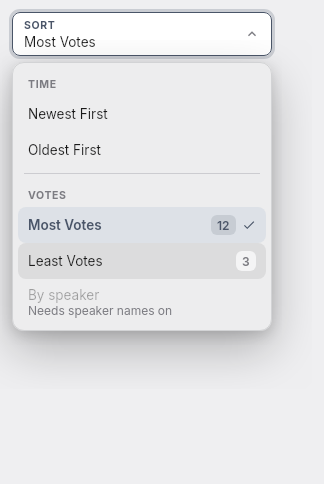 SORT
Most Votes
TIME
Newest First
Oldest First
VOTES
Most Votes 12
Least Votes 3
By speaker
Needs speaker names on